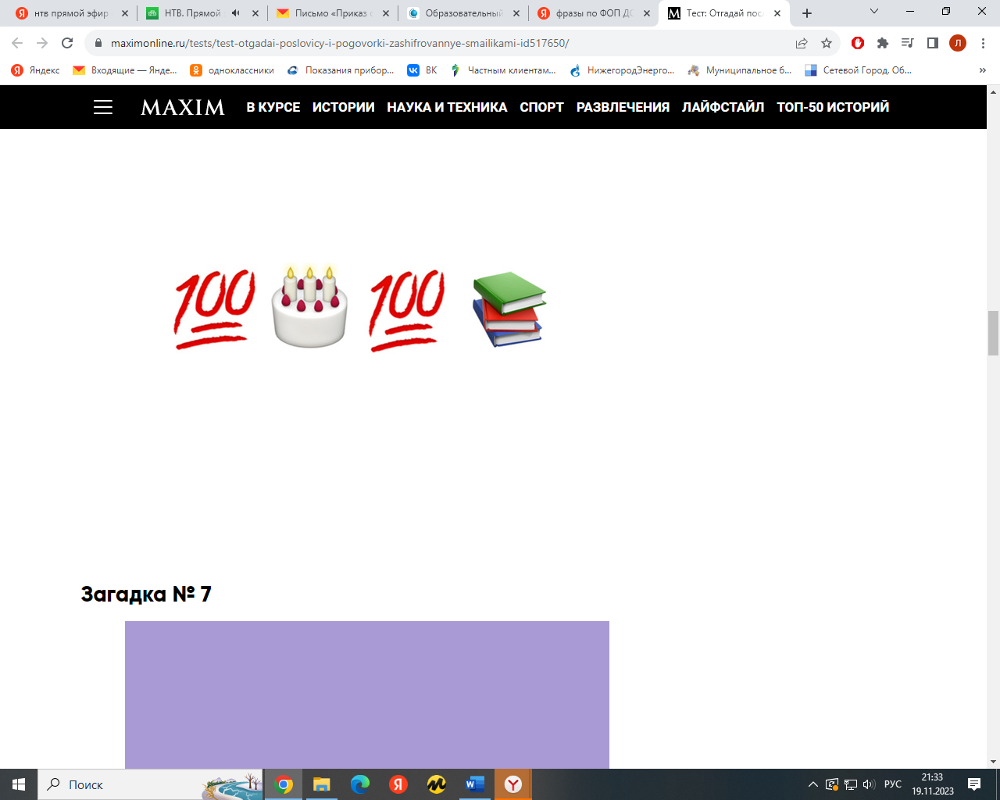 нтв прямой эфир
НТВ. Прямой
Письмо «Приказ
Образовательный
фразы по ФОП ДО
Тест: Отгадай пос
maximonline.ru/tests/test-otgadai-poslovicy-i-pogovorki-zashifrovannye-smailikami-id517650/
Л
Яндекс
Входящие — Янде...
одноклассники
Показания прибор...
ВК
Частным клиентам...
НижегородЭнерго...
Муниципальное б...
Сетевой Город. Об...
»
MAXIM
В КУРСЕ
ИСТОРИИ
НАУКА И ТЕХНИКА
СПОРТ
РАЗВЛЕЧЕНИЯ
ЛАЙФСТАЙЛ
ТОП-50 ИСТОРИЙ
100
100
Загадка № 7
Поиск
РУС
21:33
19.11.2023